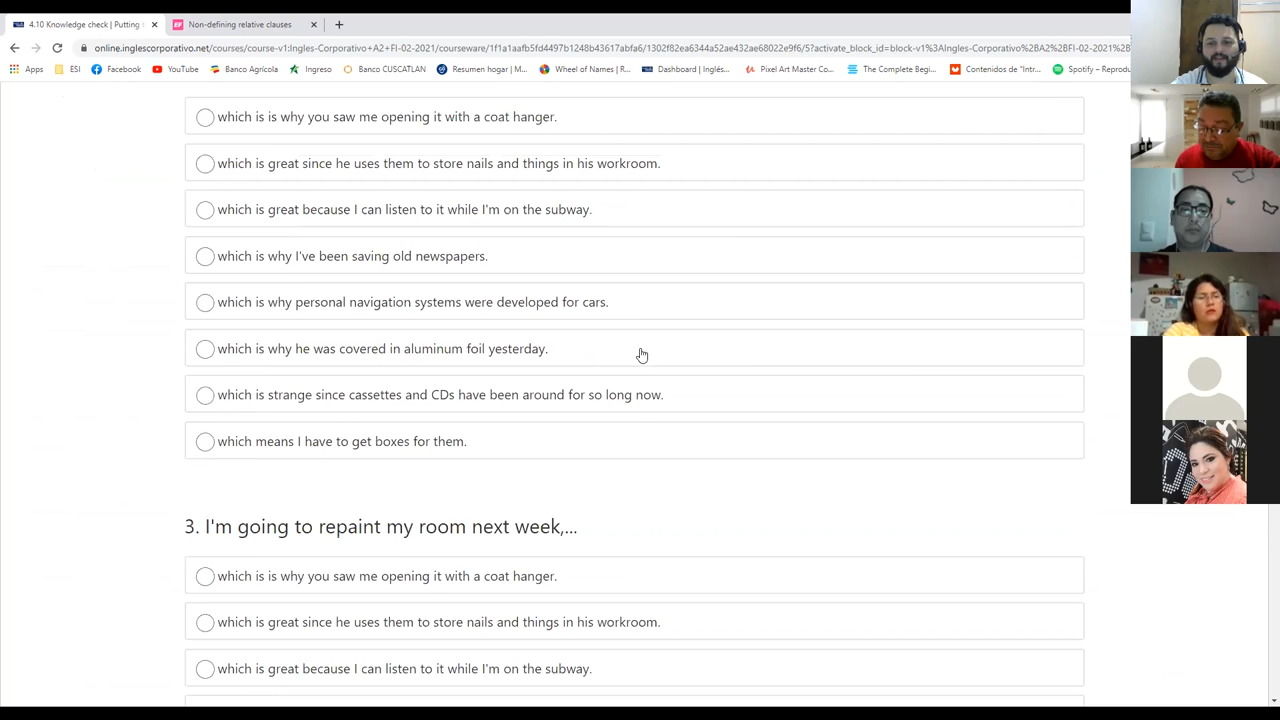 4.10 Knowledge check | Putting
Non-defining relative clauses
online.inglescorporativo.net/courses/course-v1:Ingles-Corporativo+A2+FI-02-2021/courseware/1f1a1aafb5fd4497b1248b43617abfa6/1302f82ea6344a52ae432ae68022e9f6/5?activate_block_id=block-v1%3AIngles-Corporativo%2BA2%2BFI-02-2021%
Apps ESI Facebook YouTube Banco Agrícola Ingreso Banco CUSCATLAN Resumen hogar | M... Wheel of Names | R... Dashboard | Inglés... Pixel Art Master Co... The Complete Begi... Contenidos de "Intr... Spotify – Reprodu
which is is why you saw me opening it with a coat hanger.
which is great since he uses them to store nails and things in his workroom.
which is great because I can listen to it while I'm on the subway.
which is why I've been saving old newspapers.
which is why personal navigation systems were developed for cars.
which is why he was covered in aluminum foil yesterday.
which is strange since cassettes and CDs have been around for so long now.
which means I have to get boxes for them.
3. I'm going to repaint my room next week,...
which is is why you saw me opening it with a coat hanger.
which is great since he uses them to store nails and things in his workroom.
which is great because I can listen to it while I'm on the subway.